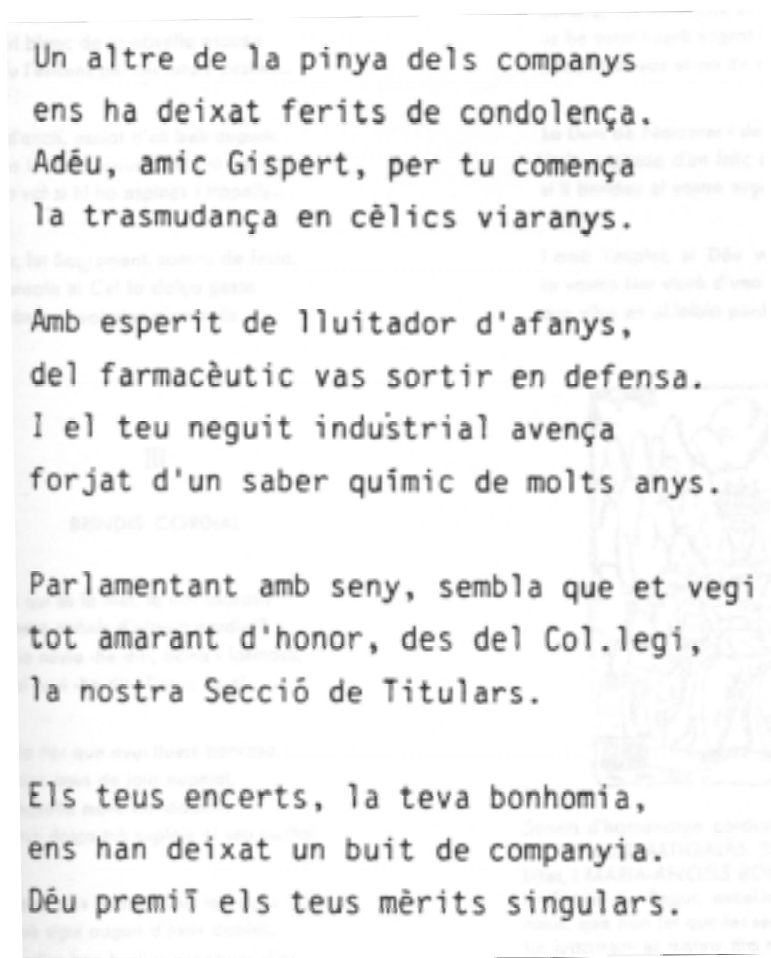 Un altre de la pinya dels companys
ens ha deixat ferits de condolença.
Adéu, amic Gispert, per tu comença
la trasmudança en cèlics viaranys.
Amb esperit de lluitador d'afanys,
del farmacèutic vas sortir en defensa.
I el teu neguit industrial avença
forjat d'un saber químic de molts anys.
Parlamentant amb seny, sembla que et vegi
tot amarant d'honor, des del Col.legi,
la nostra Secció de Titulars.
Els teus encerts, la teva bonhomia,
ens han deixat un buit de companyia.
Déu premiï els teus mèrits singulars.
III
BRINDIS CORDIAL